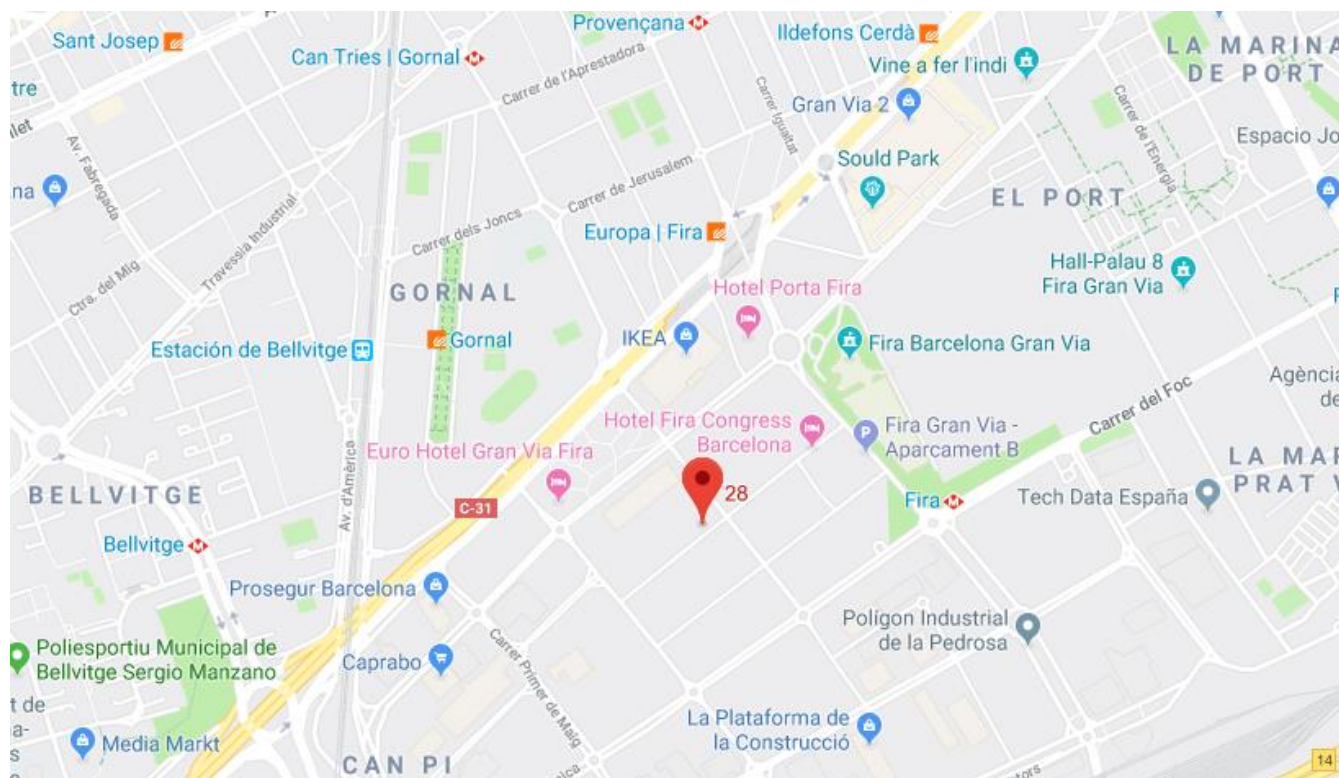 Provençana
Ildefons Cerdà
LA MARINA
DE PORT
Sant Josep
Can Tries | Gornal
Vine a fer l'indi
tre
Carrer de l'Aprestadora
Gran Via 2
Carrer Igualtat
Carrer de l'Energia
Espacio Jo
Av. Fabregada
Sould Park
Carrer de Jerusalem
na
EL PORT
Travessia Industrial
Carrer dels Joncs
Europa | Fira
Ctra. del Mig
Hall-Palau 8
Fira Gran Via
GORNAL
Hotel Porta Fira
Estación de Bellvitge
Gornal
IKEA
Fira Barcelona Gran Via
Agència
de
Carrer del Foc
Hotel Fira Congress
Barcelona
Fira Gran Via -
Aparcament B
Euro Hotel Gran Via Fira
LA MAR
PRAT V
BELLVITGE
Av. d'Amèrica
C-31
28
Fira
Tech Data España
Bellvitge
Prosegur Barcelona
Poligon Industrial
de la Pedrosa
Poliesportiu Municipal de
Bellvitge Sergio Manzano
Caprabo
Carrer Primer de Maig
t de
a-
s
La Plataforma de
la Construcció
Media Markt
CAN PI
ica
tors
14